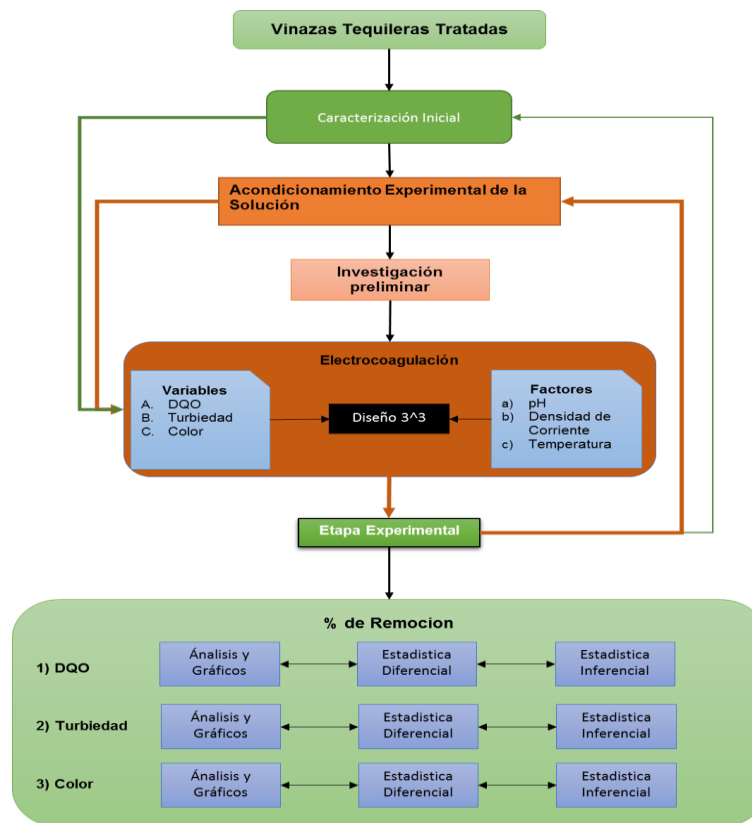 Vinazas Tequileras Tratadas
Caracterización Inicial
Acondicionamiento Experimental de la
Solución
Investigación
preliminar
Electrocoagulación
Variables
A. DQO
B. Turbiedad
C. Color
Diseño 3^3
Factores
a) pH
b) Densidad de
Corriente
c) Temperatura
Etapa Experimental
% de Remocion
1) DQO
Ánalisis y
Gráficos
Estadistica
Diferencial
Estadistica
Inferencial
2) Turbiedad
Ánalisis y
Gráficos
Estadistica
Diferencial
Estadistica
Inferencial
3) Color
Ánalisis y
Gráficos
Estadistica
Diferencial
Estadistica
Inferencial